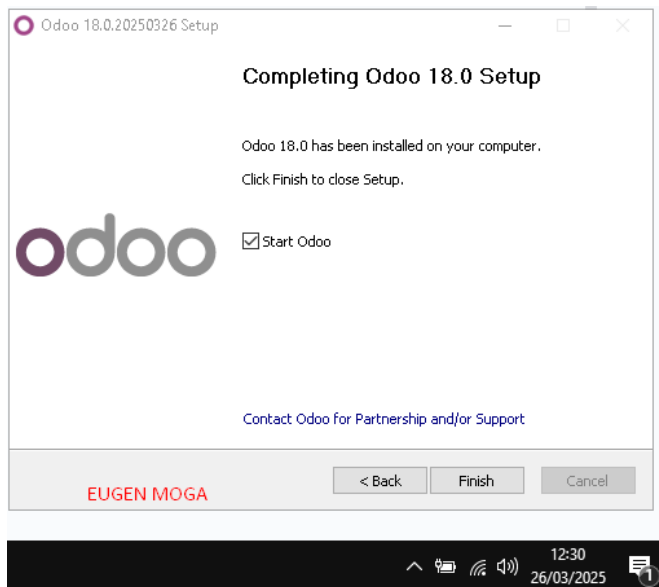 Odoo 18.0.20250326 Setup
Completing Odoo 18.0 Setup
Odoo 18.0 has been installed on your computer.
Click Finish to close Setup.
odoo
Start Odoo
Contact Odoo for Partnership and/or Support
< Back
Finish
Cancel
EUGEN MOGA
12:30
26/03/2025
1